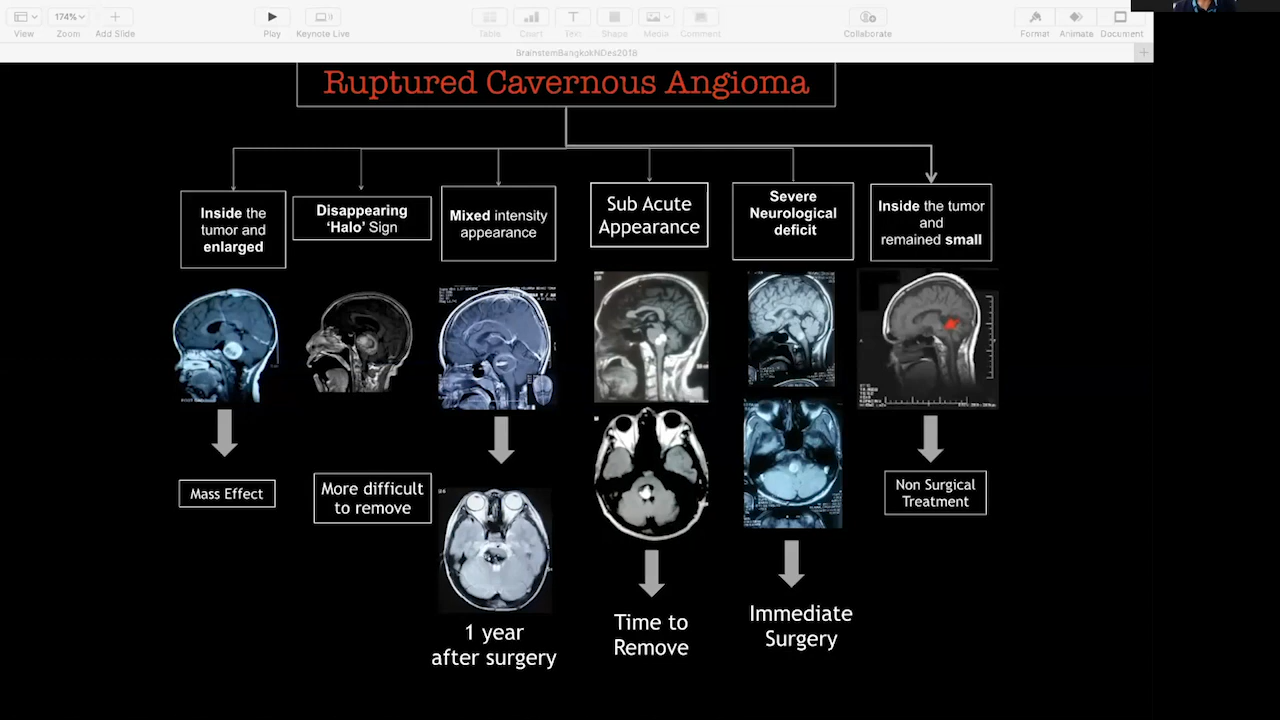 174%
View
Zoom
Add Slide
Play
Keynote Live
Table
Chart
Text
Shape
Media
Comment
Collaborate
Format
Animate
Document
BrainstemBangkokNDes2018
Ruptured Cavernous Angioma
Inside the
tumor and
enlarged
Disappearing
‘Halo’ Sign
Mixed intensity
appearance
Sub Acute
Appearance
Severe
Neurological
deficit
Inside the tumor
and
remained small
Mass Effect
More difficult
to remove
1 year
after surgery
Time to
Remove
Immediate
Surgery
Non Surgical
Treatment